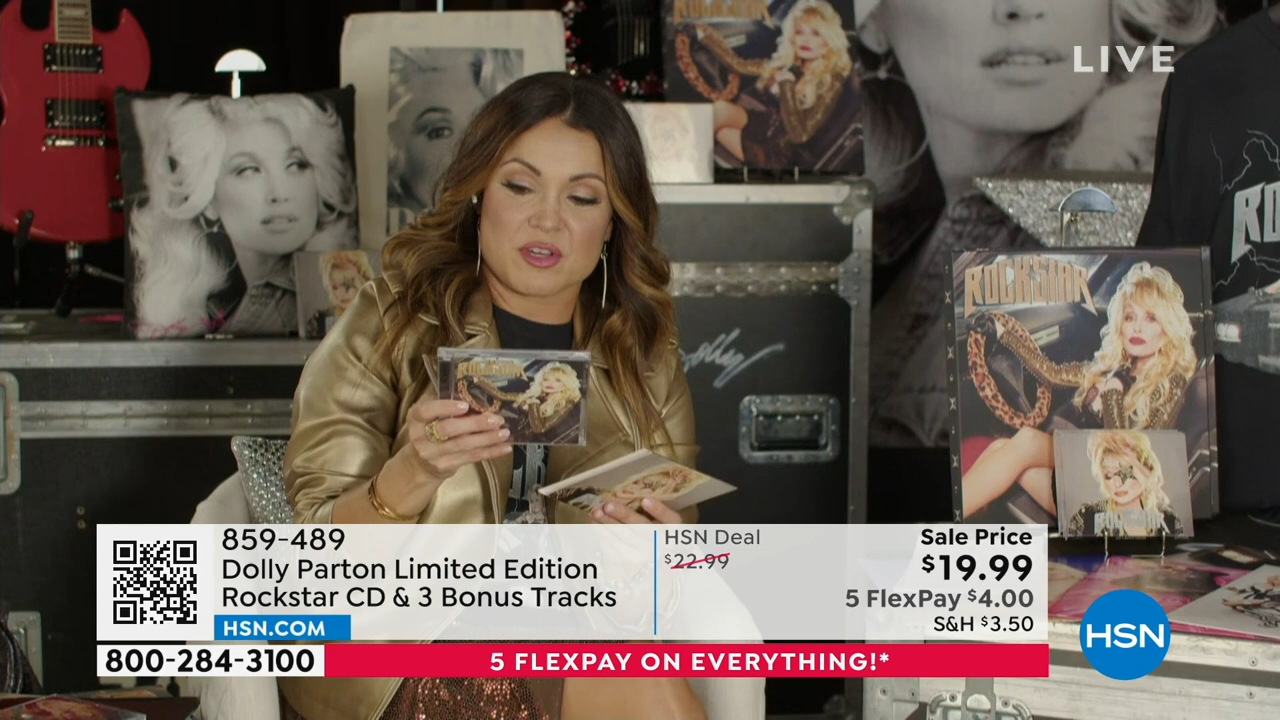 LIVE
ROCKSTAR
ROCKSTAR
Dolly
ROCKSTAR
859-489
Dolly Parton Limited Edition
Rockstar CD & 3 Bonus Tracks
HSN.COM
HSN Deal
$22.99
Sale Price
$19.99
5 FlexPay $4.00
S&H $3.50
HSN
800-284-3100
5 FLEXPAY ON EVERYTHING!*